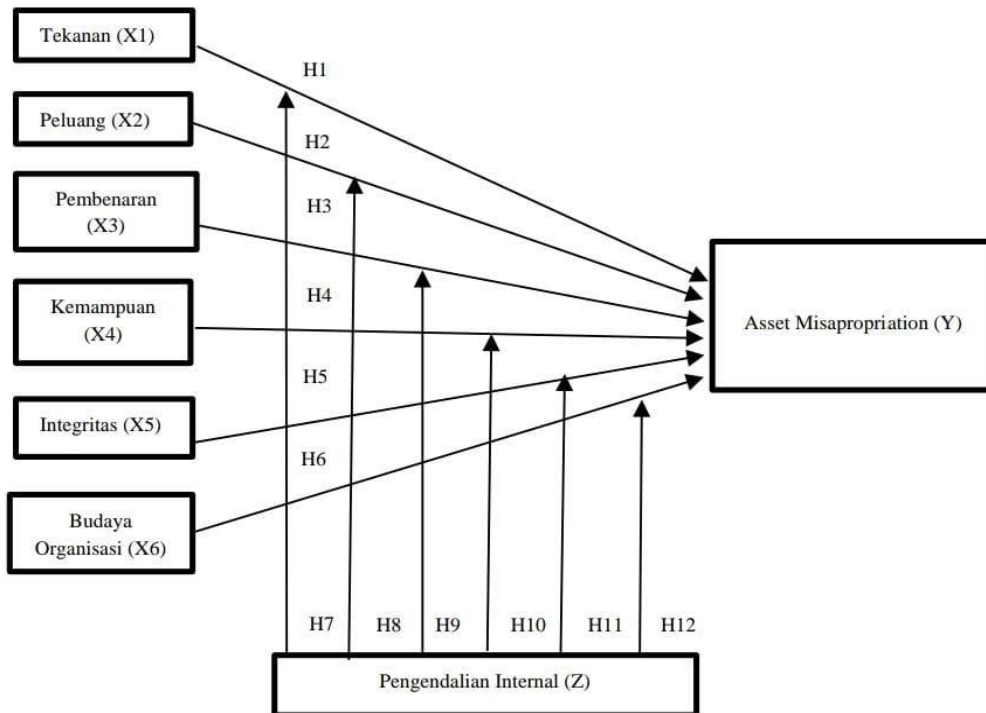 Tekanan (X1)
H1
Peluang (X2)
H2
Pembenaran
(X3)
H3
Kemampuan
(X4)
H4
Asset Misapropriation (Y)
H5
Integritas (X5)
H6
Budaya
Organisasi (X6)
H7
H8
H9
H10
H11
H12
Pengendalian Internal (Z)